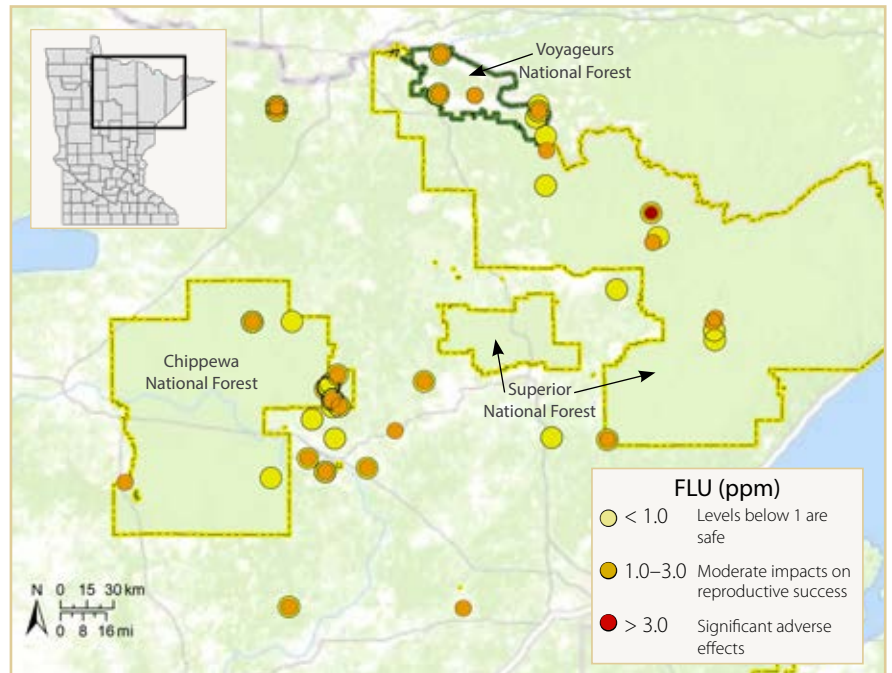 Voyageurs
National Forest
Chippewa
National Forest
Superior
National Forest
N 0 15 30 km
0 8 16 mi
FLU (ppm)
< 1.0 Levels below 1 are
safe
1.0–3.0 Moderate impacts on
reproductive success
> 3.0 Significant adverse
effects